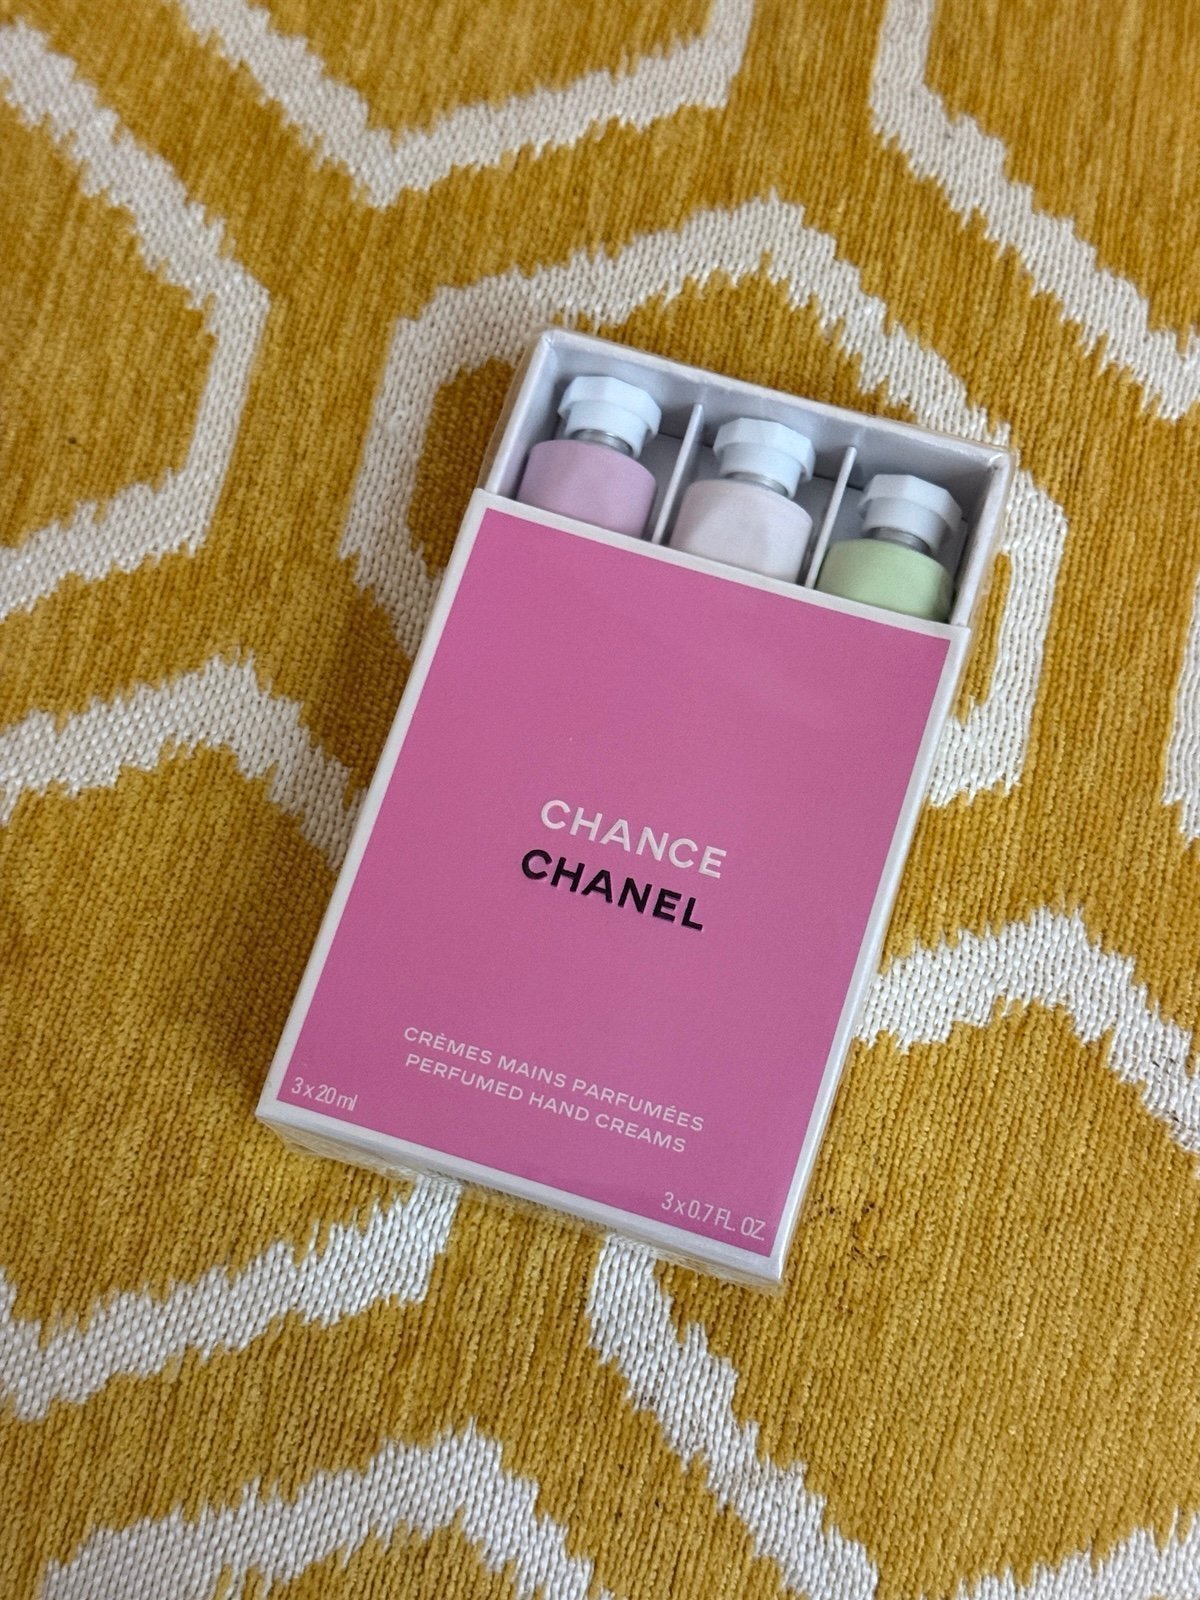 CHANCE
CHANEL
CRÈMES MAINS PARFUMÉES
PERFUMED HAND CREAMS
3 x 20 ml
3 x 0.7 FL. OZ.